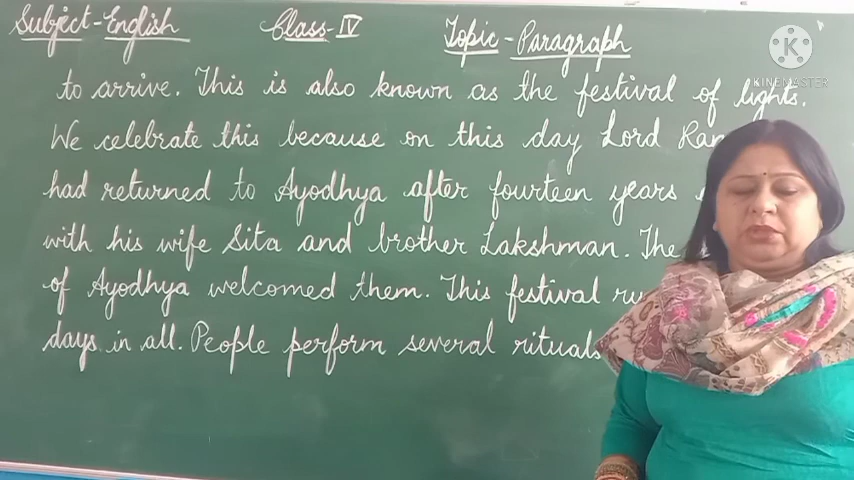 Subject-English Class-IV Topic-Paragraph
K
KINEMASTER
to arrive. This is also known as the festival of lights.
We celebrate this because on this day Lord
had returned to Ayodhya after fourteen years
with his wife Sita and brother Lakshman. The
of Ayodhya welcomed them. This festival
days in all. People perform several rituals